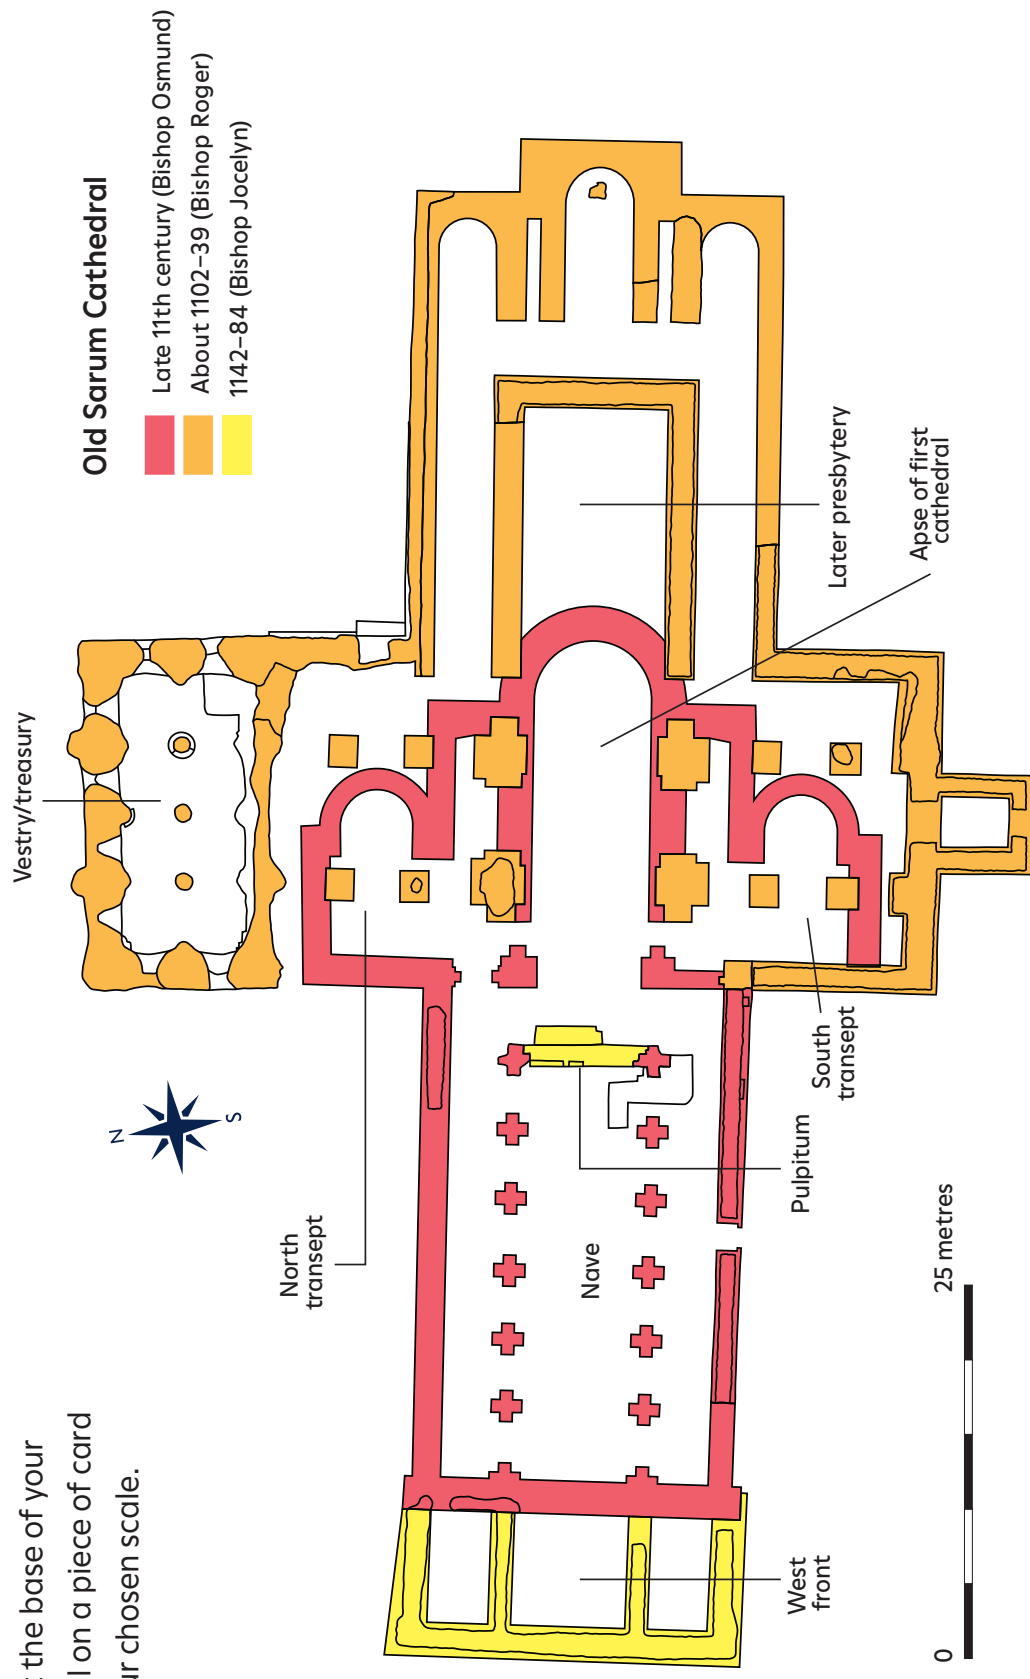 : the base of your
l on a piece of card
ur chosen scale.
Old Sarum Cathedral
Late 11th century (Bishop Osmund)
About 1102–39 (Bishop Roger)
1142–84 (Bishop Jocelyn)
Vestry/treasury
N
S
North
transept
Nave
Pulpitum
South
transept
Later presbytery
Apse of first
cathedral
West
front
0
25 metres